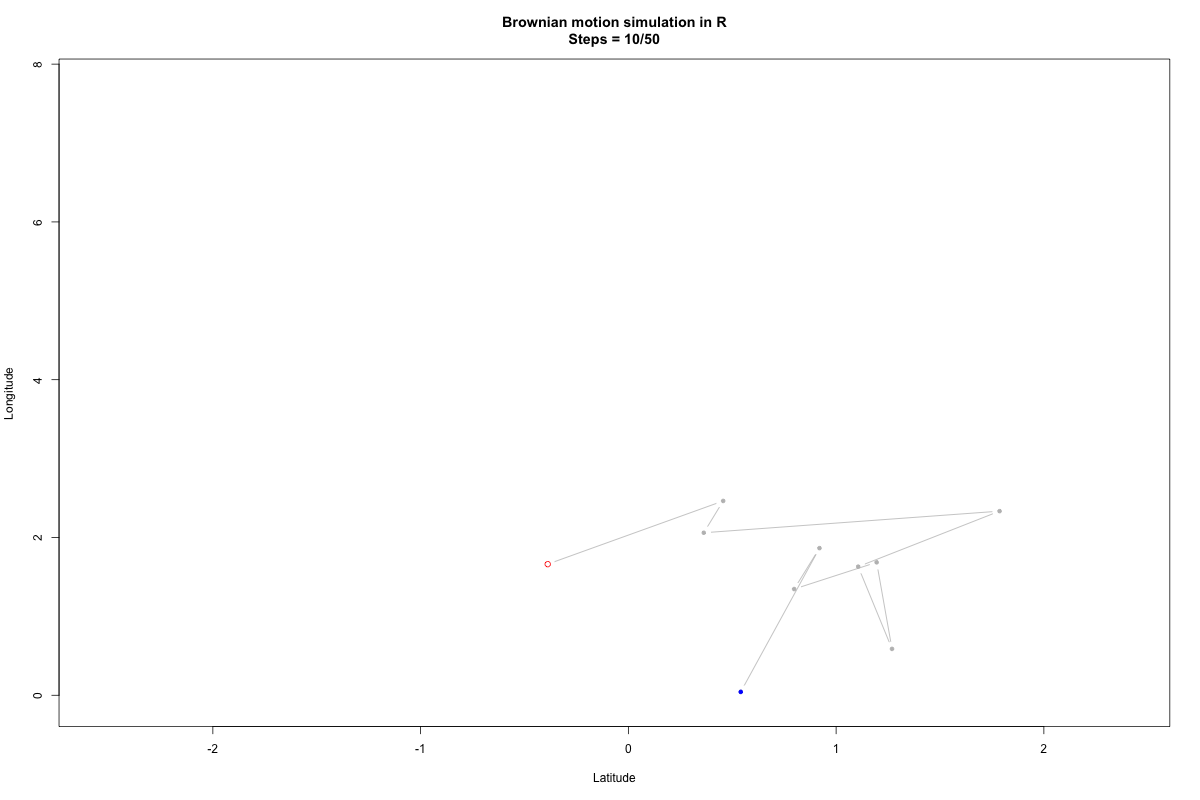 Brownian motion simulation in R
Steps = 10/50
8
6
4
2
0
Longitude
-2 -1 0 1 2
Latitude